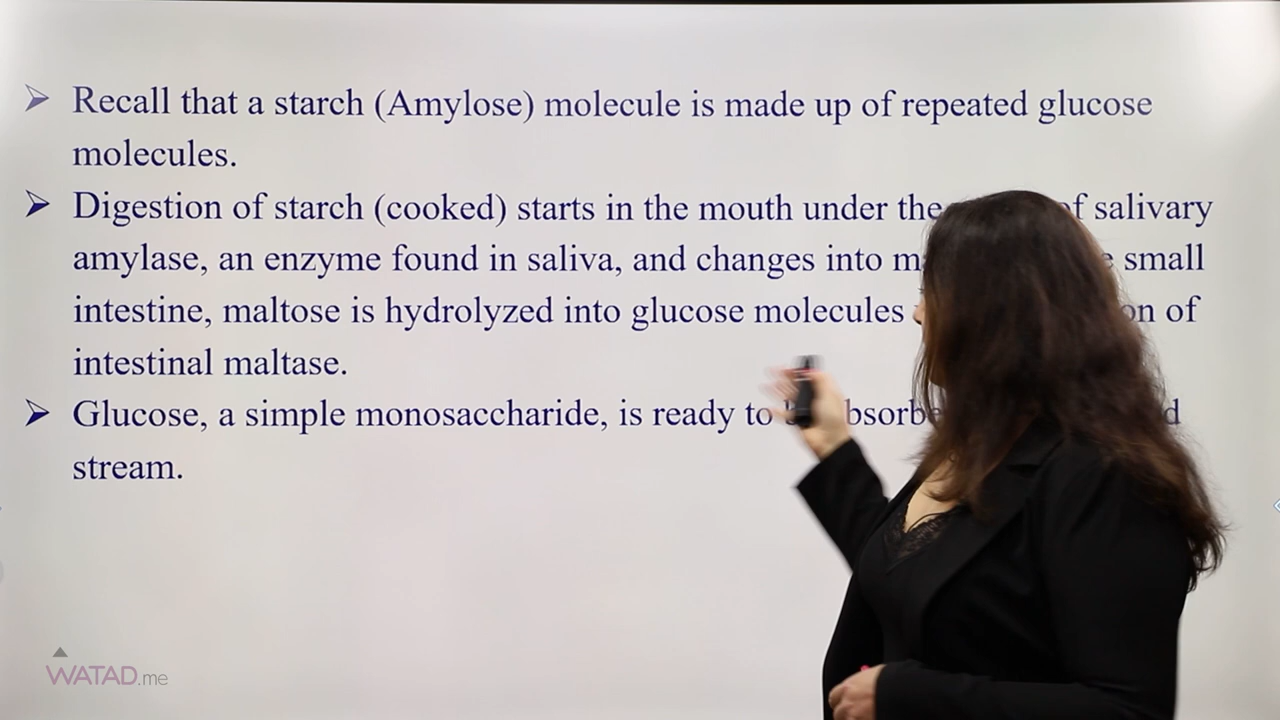 ➢ Recall that a starch (Amylose) molecule is made up of repeated glucose
molecules.
➢ Digestion of starch (cooked) starts in the mouth under the of salivary
amylase, an enzyme found in saliva, and changes into small
intestine, maltose is hydrolyzed into glucose molecules of
intestinal maltase.
➢ Glucose, a simple monosaccharide, is ready to
stream.
WATAD.me